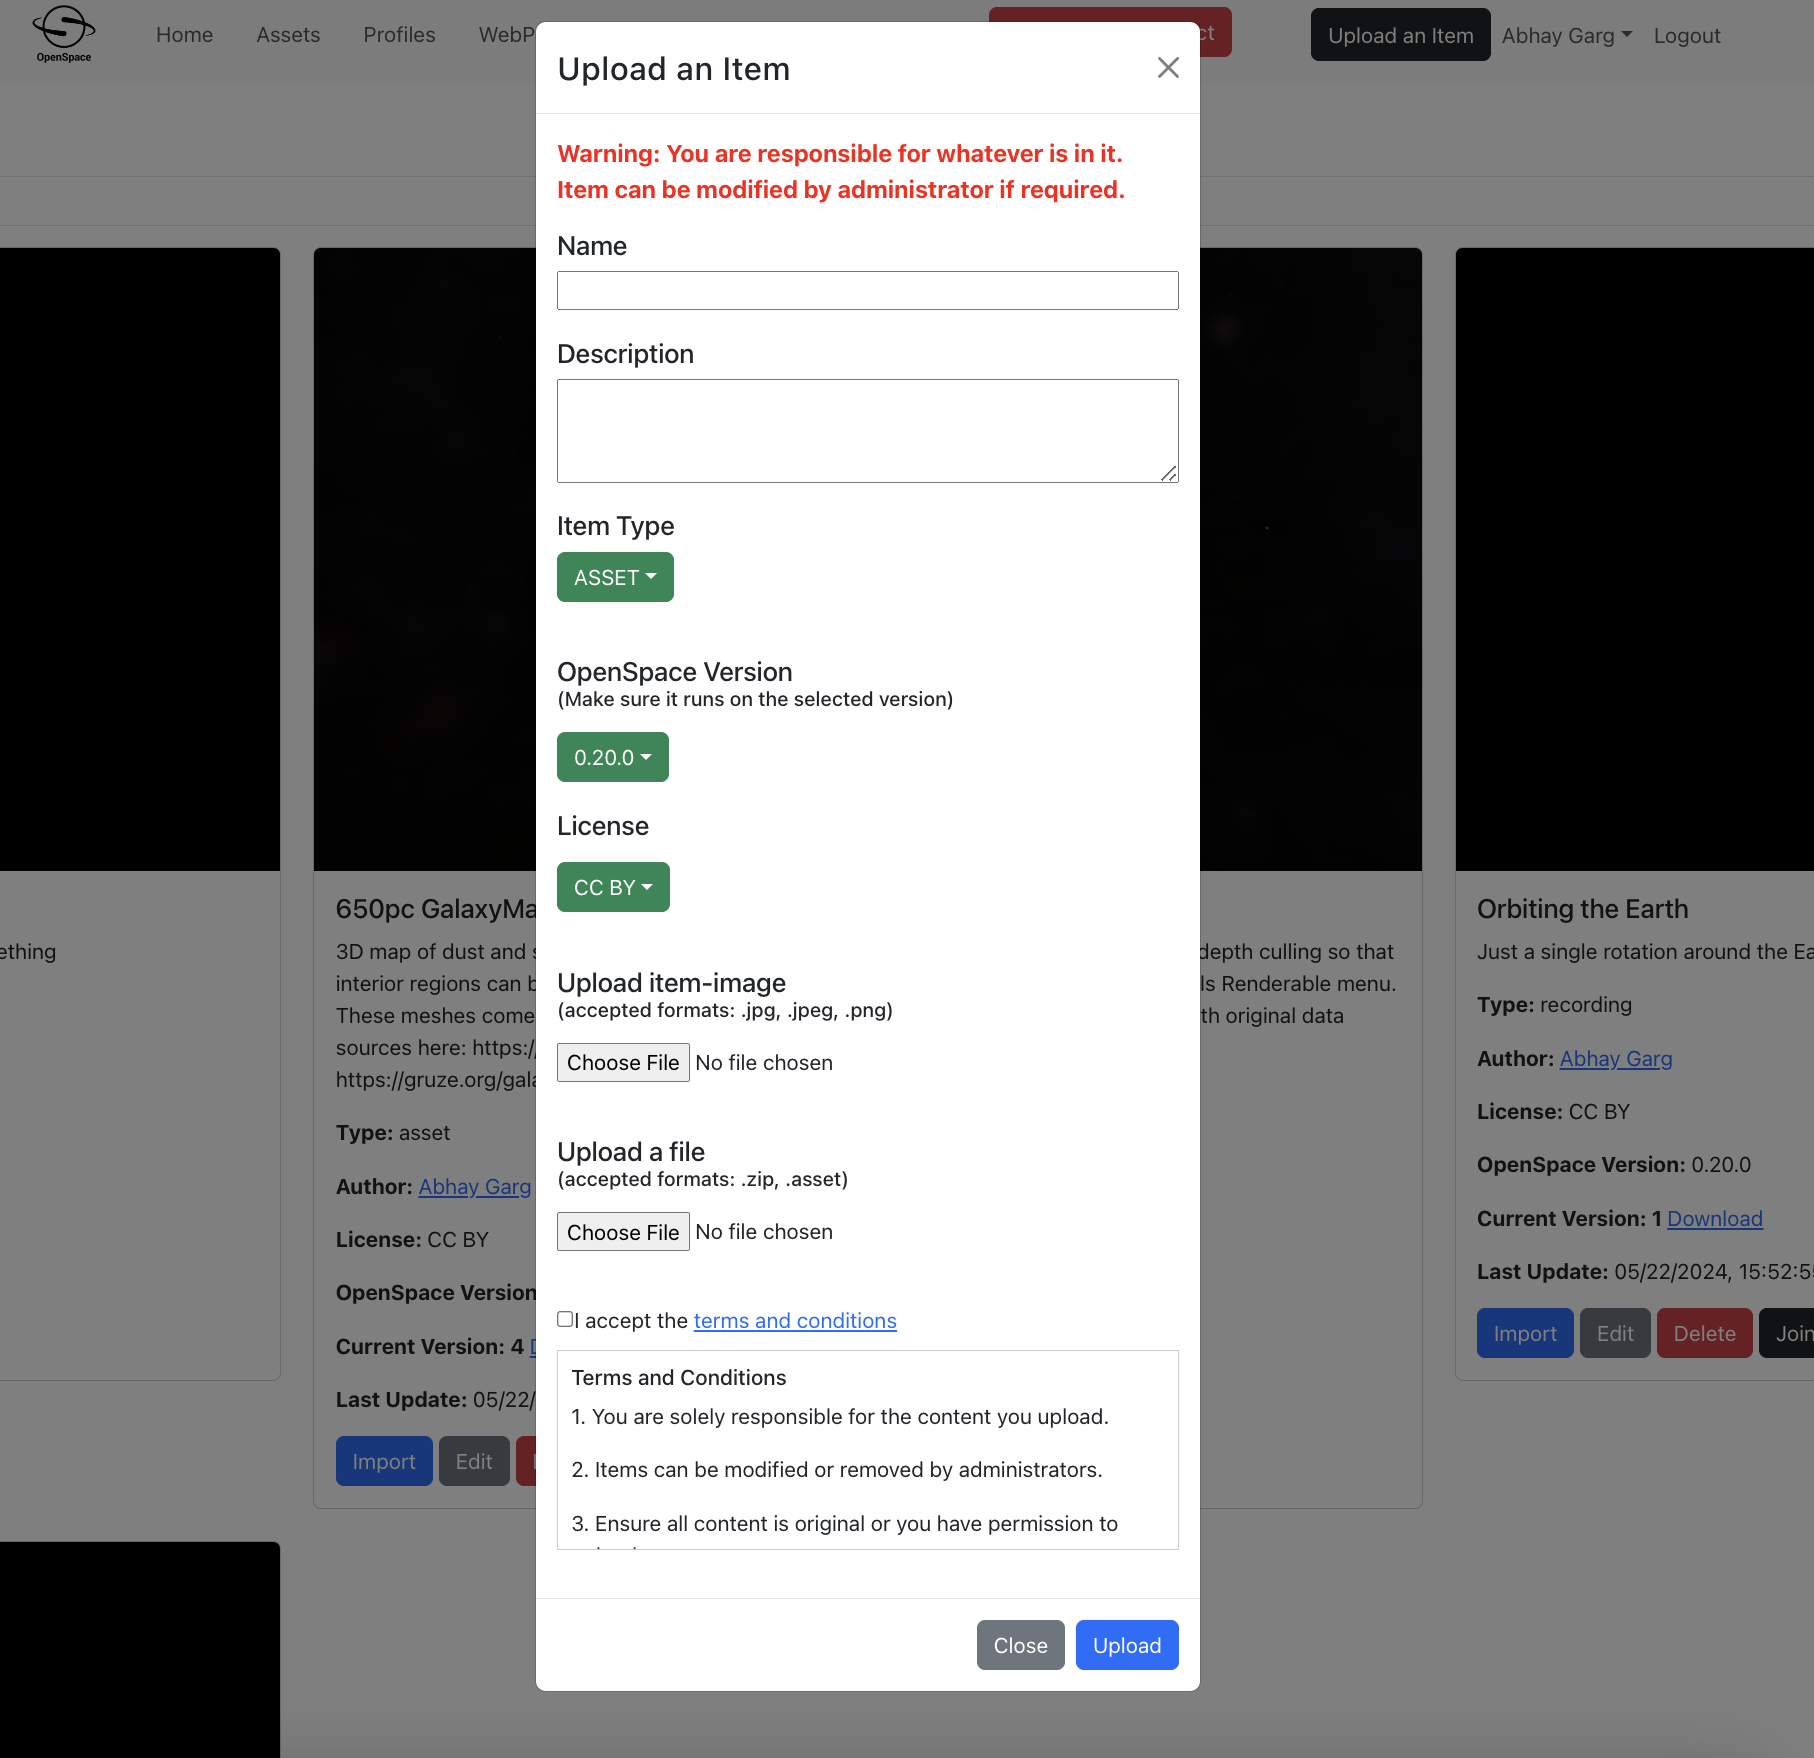 OpenSpace
Home
Assets
Profiles
WebP
ct
Upload an Item
Abhay Garg
Logout
Upload an Item
Warning: You are responsible for whatever is in it.
Item can be modified by administrator if required.
Name
Description
Item Type
ASSET
OpenSpace Version
(Make sure it runs on the selected version)
0.20.0
License
CC BY
Upload item-image
(accepted formats: .jpg, .jpeg, .png)
Choose File No file chosen
Upload a file
(accepted formats: .zip, .asset)
Choose File No file chosen
I accept the terms and conditions
Terms and Conditions
1. You are solely responsible for the content you upload.
2. Items can be modified or removed by administrators.
3. Ensure all content is original or you have permission to
Close
Upload
ething
650pc GalaxyMa
3D map of dust and
depth culling so that
interior regions can
ls Renderable menu.
These meshes come
th original data
sources here: https:/
https://gruze.org/gala
Type: asset
Author: Abhay Garg
License: CC BY
OpenSpace Version
Current Version: 4
Last Update: 05/22/
Import
Edit
Orbiting the Earth
Just a single rotation around the Ea
Type: recording
Author: Abhay Garg
License: CC BY
OpenSpace Version: 0.20.0
Current Version: 1 Download
Last Update: 05/22/2024, 15:52:5
Import
Edit
Delete
Join